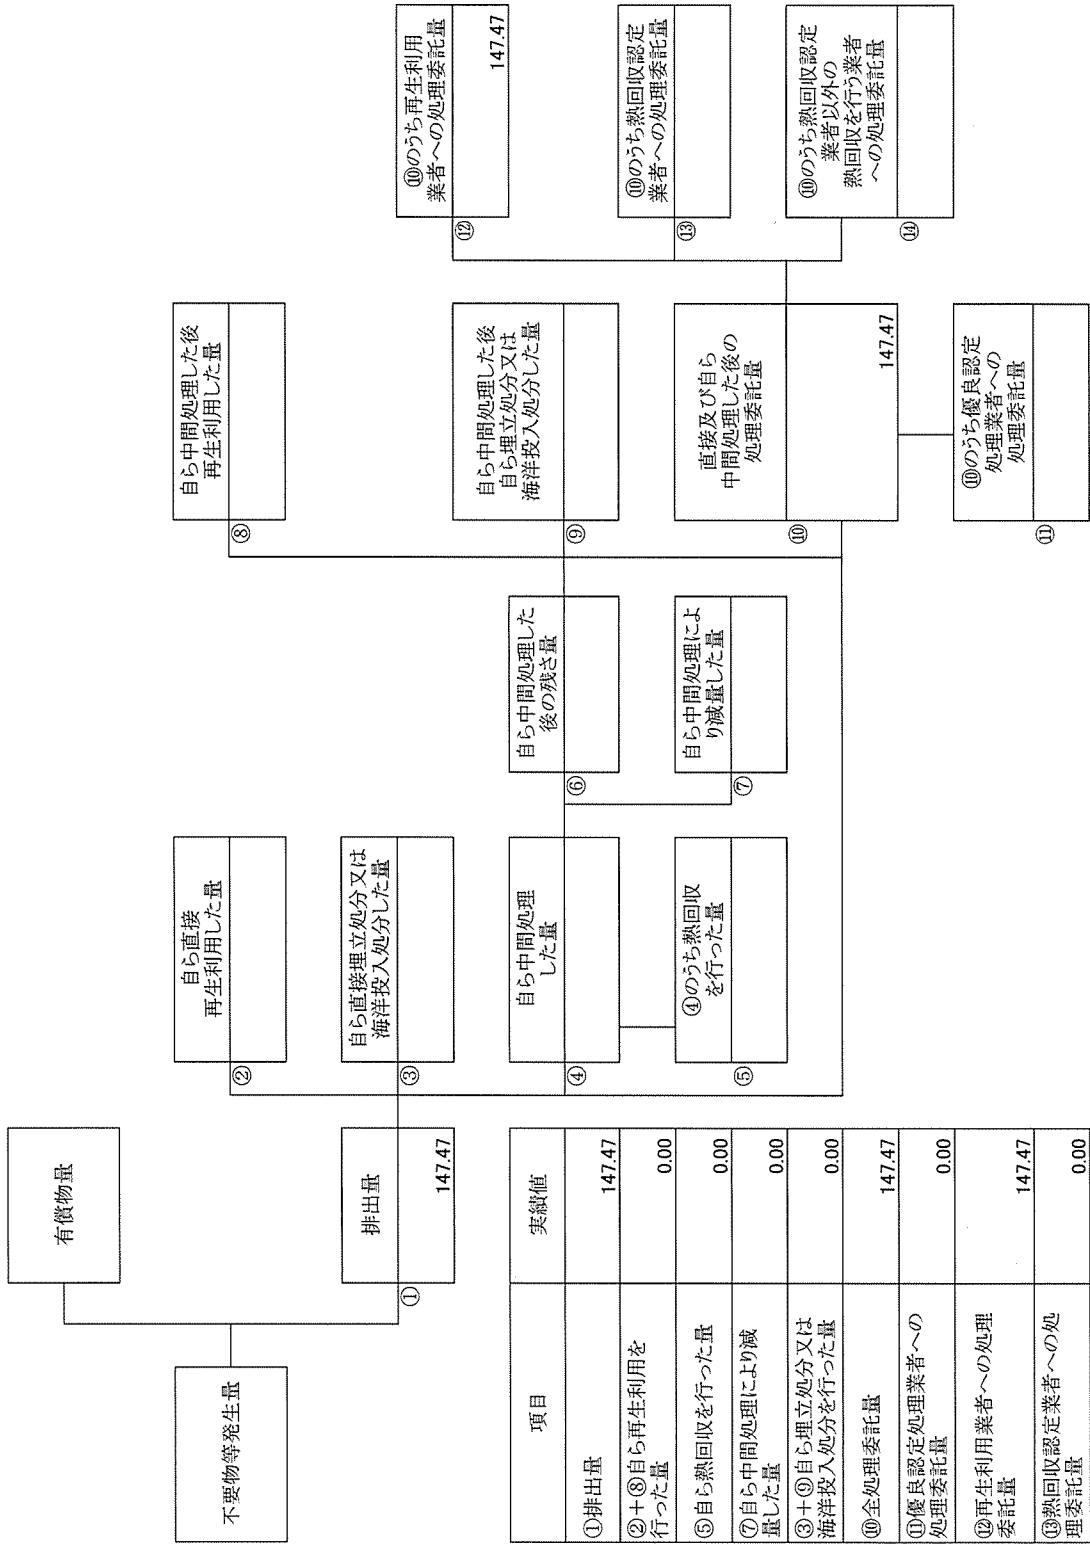 不要物等発生量
有償物量
排出量
①
147.47
自ら直接
再生利用した量
②
自ら直接埋立処分又は
海洋投入処分した量
③
自ら中間処理
した量
④
④のうち熱回収
を行った量
⑤
自ら中間処理した
後の残さ量
⑥
自ら中間処理によ
り減量した量
⑦
自ら中間処理した後
再生利用した量
⑧
自ら中間処理した後
自ら埋立処分又は
海洋投入処分した量
⑨
直接及び自ら
中間処理した後の
処理委託量
⑩
147.47
⑩のうち優良認定
処理業者への
処理委託量
⑪
⑩のうち再生利用
業者への処理委託量
⑫
147.47
⑩のうち熱回収認定
業者への処理委託量
⑬
⑩のうち熱回収認定
業者以外の
熱回収を行う業者
への処理委託量
⑭
項目 実績値
①排出量 147.47
②+⑧自ら再生利用を
行った量 0.00
⑤自ら熱回収を行った量 0.00
⑦自ら中間処理により減
量した量 0.00
③+⑨自ら埋立処分又は
海洋投入処分を行った量 0.00
⑩全処理委託量 147.47
⑪優良認定処理業者への
処理委託量 0.00
⑫再生利用業者への処理
委託量 147.47
⑬熱回収認定業者への処
理委託量 0.00